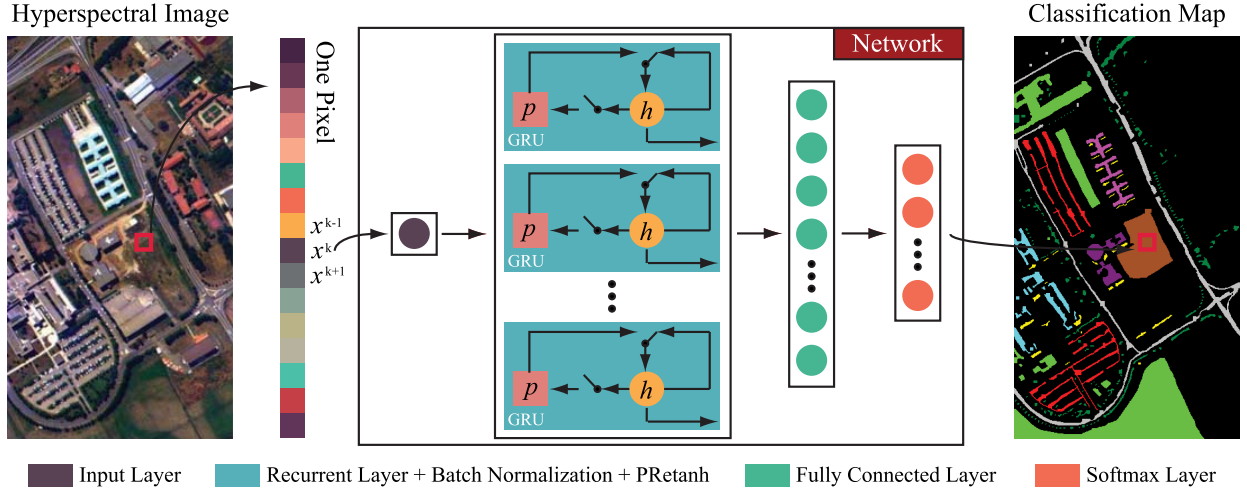 Hyperspectral Image
Classification Map
One Pixel
Network
x^k-1
x^k
x^k+1
p
h
GRU
p
h
GRU
p
h
GRU
Input Layer
Recurrent Layer + Batch Normalization + PRetanh
Fully Connected Layer
Softmax Layer